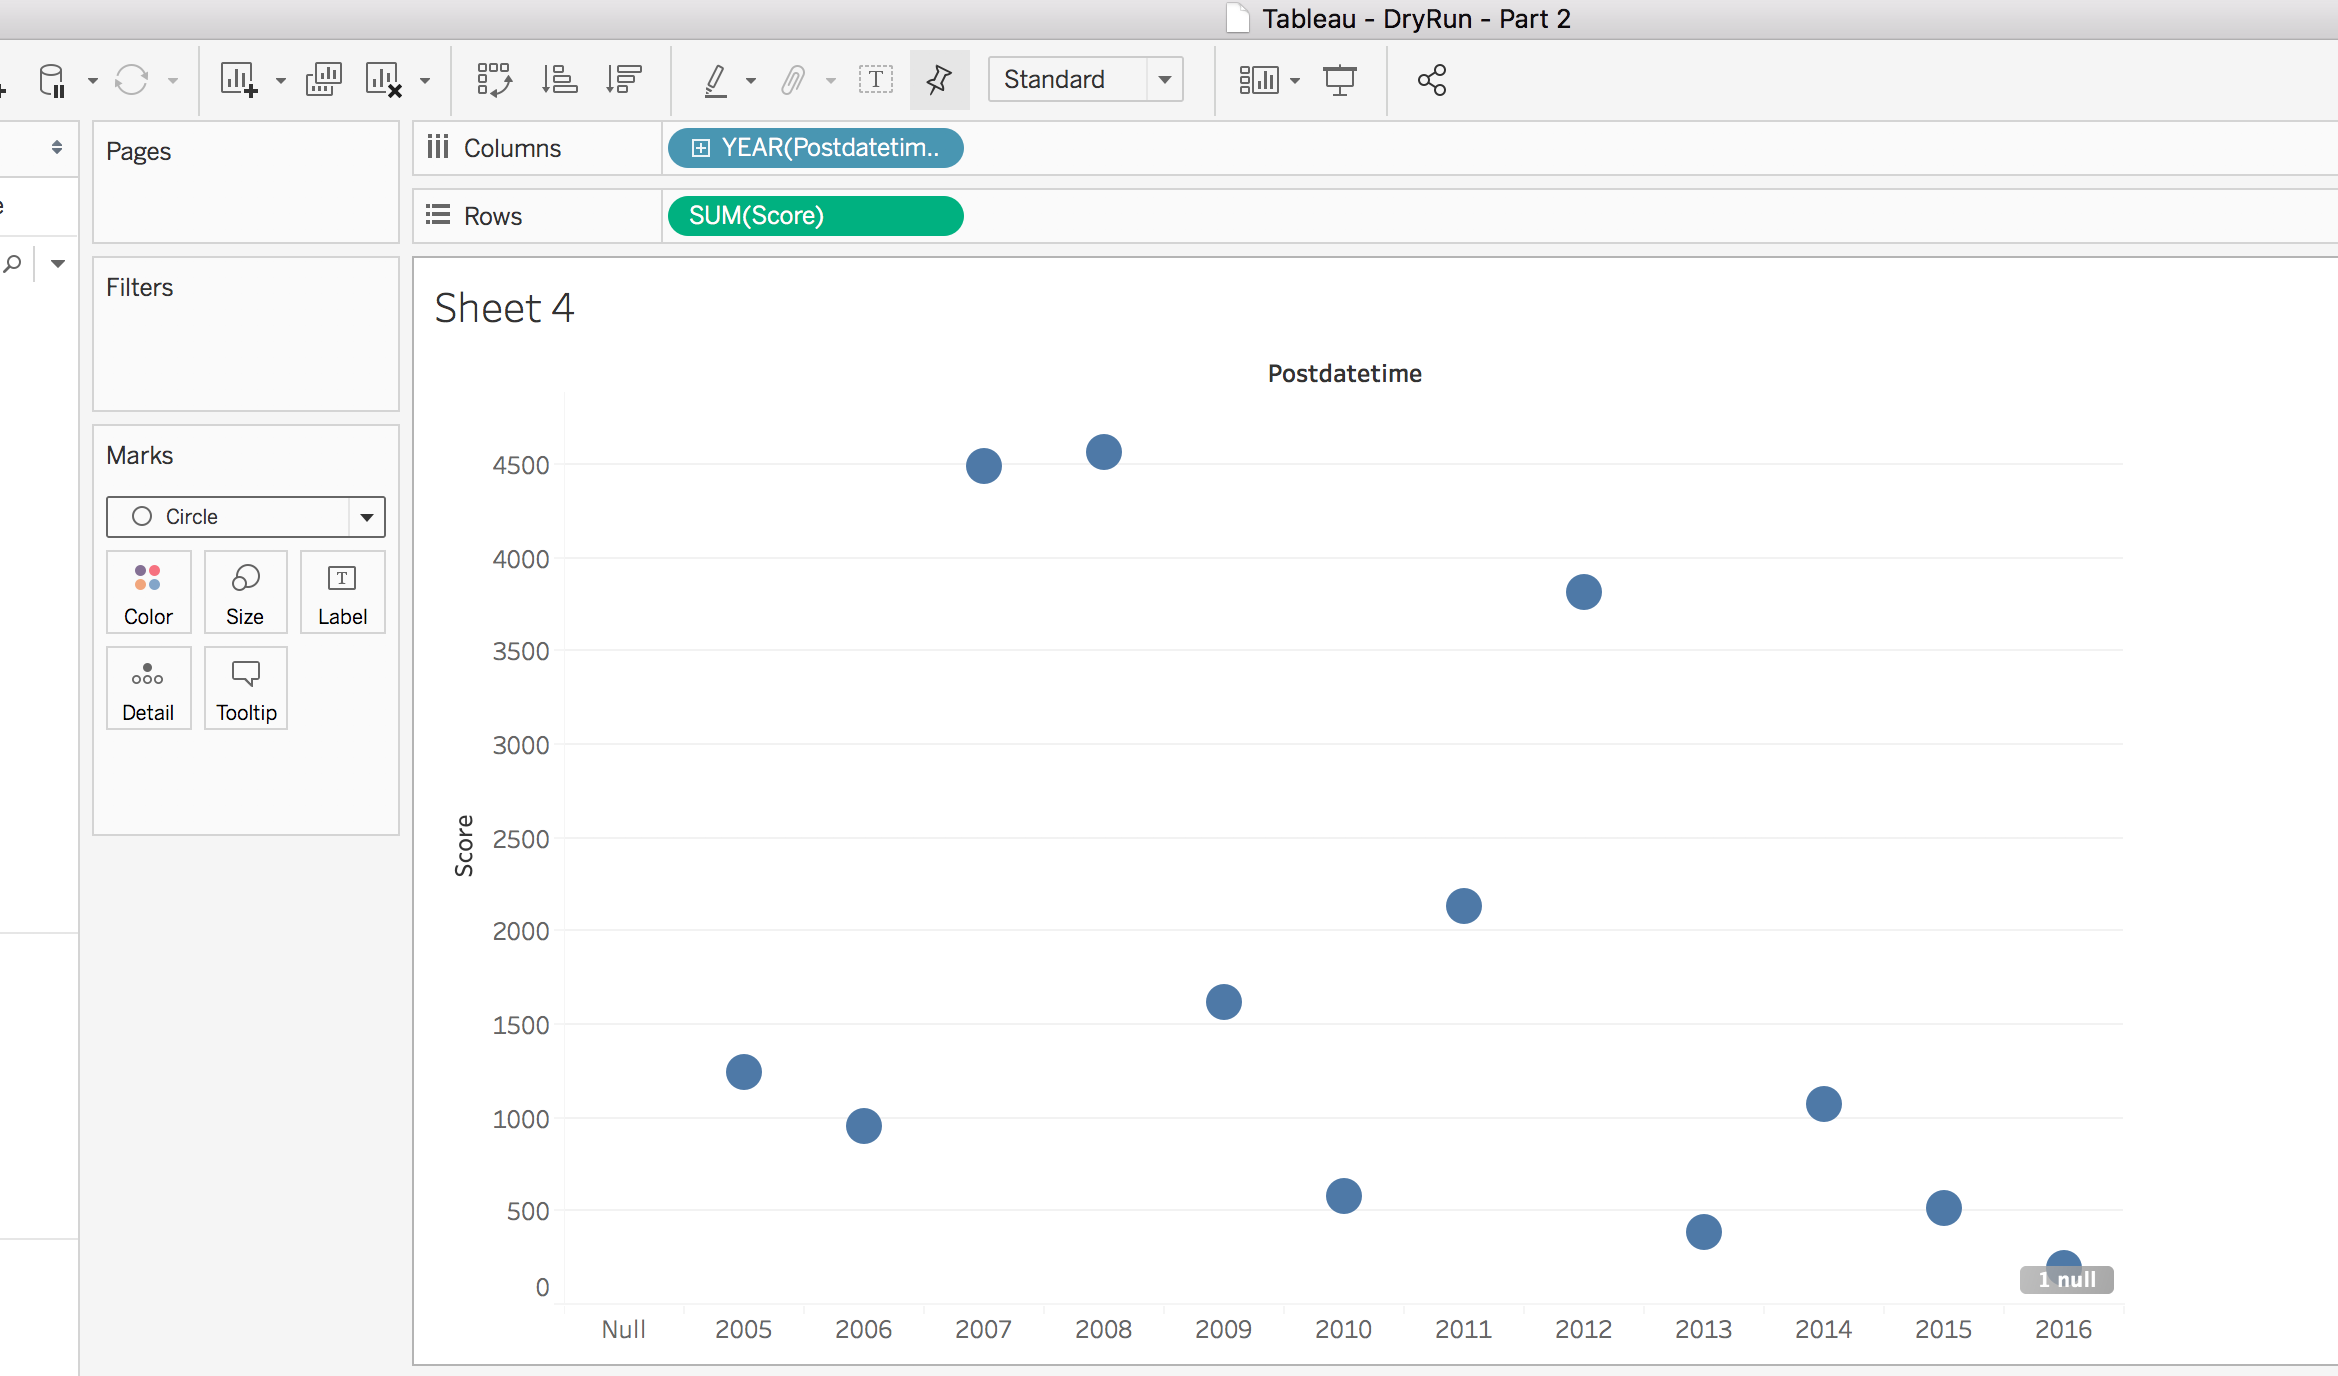 Tableau - DryRun - Part 2
Standard
Pages
Columns
YEAR(Postdatetim..
Rows
SUM(Score)
Filters
Sheet 4
Postdatetime
Marks
Circle
Color
Size
Label
Detail
Tooltip
Score
4500
4000
3500
3000
2500
2000
1500
1000
500
0
1 null
Null 2005 2006 2007 2008 2009 2010 2011 2012 2013 2014 2015 2016